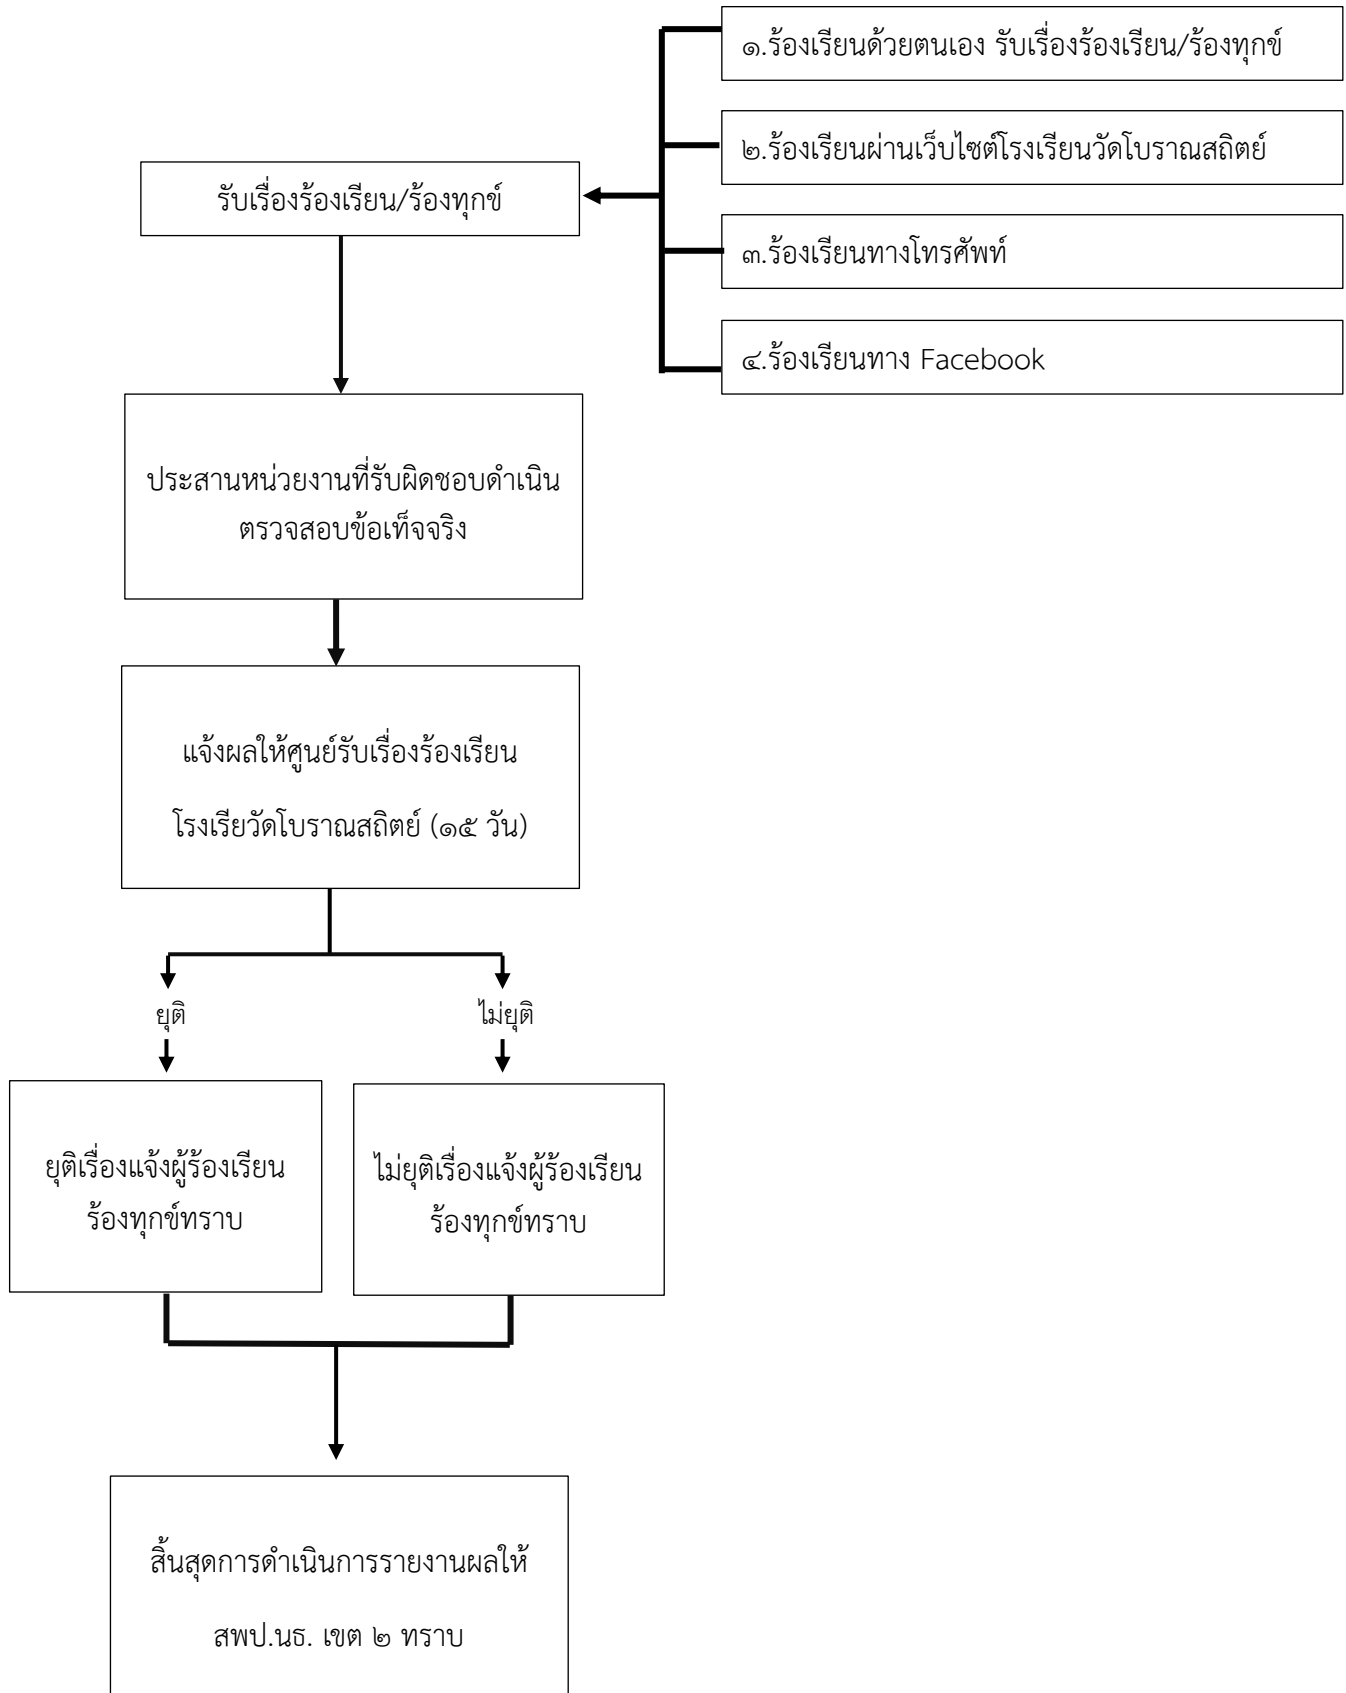 ๑.ร้องเรียนด้วยตนเอง รับเรื่องร้องเรียน/ร้องทุกข์
๒.ร้องเรียนผ่านเว็บไซต์โรงเรียนวัดโบราณสถิตย์
รับเรื่องร้องเรียน/ร้องทุกข์
๓.ร้องเรียนทางโทรศัพท์
๔.ร้องเรียนทาง Facebook
ประสานหน่วยงานที่รับผิดชอบดำเนิน
ตรวจสอบข้อเท็จจริง
แจ้งผลให้ศูนย์รับเรื่องร้องเรียน
โรงเรียวัดโบราณสถิตย์ (๑๕ วัน)
ยุติ
ไม่ยุติ
ยุติเรื่องแจ้งผู้ร้องเรียน
ร้องทุกข์ทราบ
ไม่ยุติเรื่องแจ้งผู้ร้องเรียน
ร้องทุกข์ทราบ
สิ้นสุดการดำเนินการรายงานผลให้
สพป.นธ. เขต ๒ ทราบ